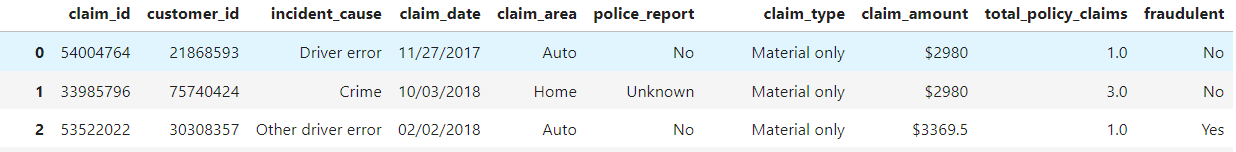 claim_id customer_id incident_cause claim_date claim_area police_report claim_type claim_amount total_policy_claims fraudulent
0 54004764 21868593 Driver error 11/27/2017 Auto No Material only $2980 1.0 No
1 33985796 75740424 Crime 10/03/2018 Home Unknown Material only $2980 3.0 No
2 53522022 30308357 Other driver error 02/02/2018 Auto No Material only $3369.5 1.0 Yes